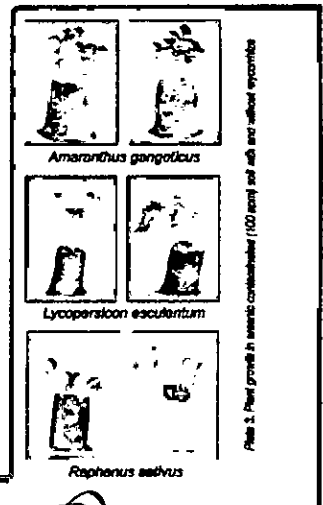 Amaranthus gangeticus
Lycopersicon esculentum
Raphanus sativus
Plate 3. Plant growth in arsenic contaminated (100 ppm) soil with and without mycorrhiza